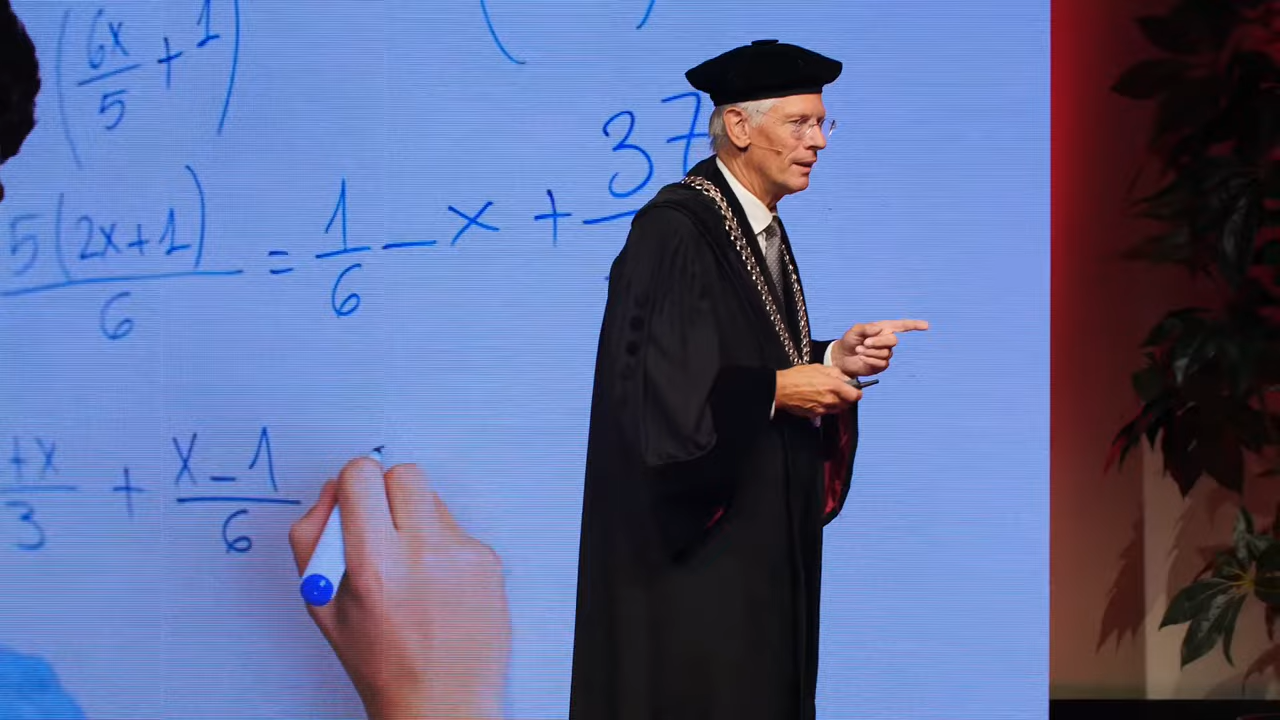 (6x/5 + 1)
5(2x+1)/6 = 1/6 - x + 37
+x/3 + x-1/6